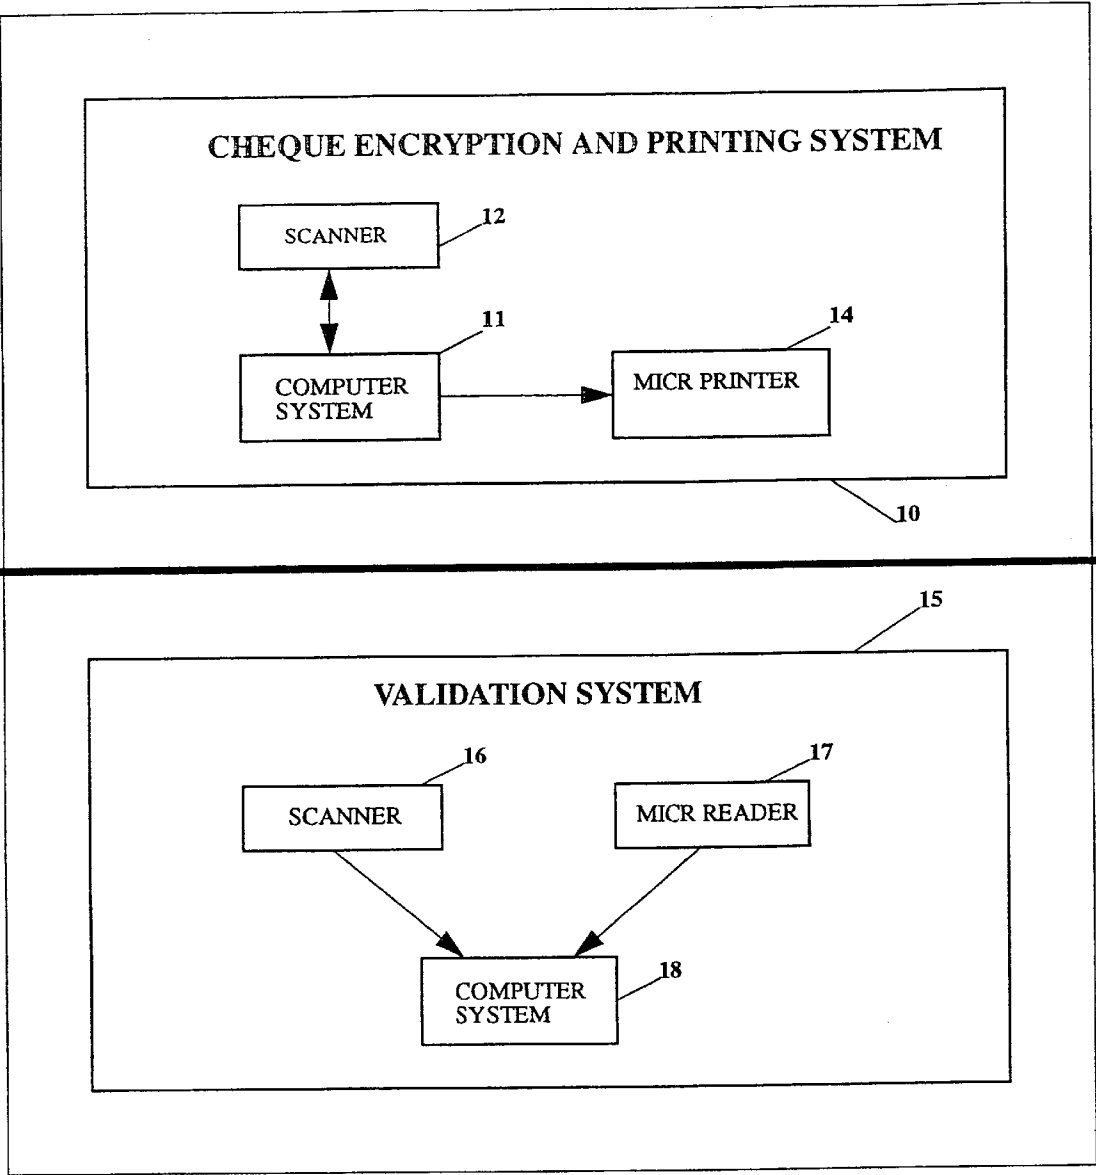 CHEQUE ENCRYPTION AND PRINTING SYSTEM
SCANNER
12
COMPUTER
SYSTEM
11
MICR PRINTER
14
10
15
VALIDATION SYSTEM
SCANNER
16
MICR READER
17
COMPUTER
SYSTEM
18